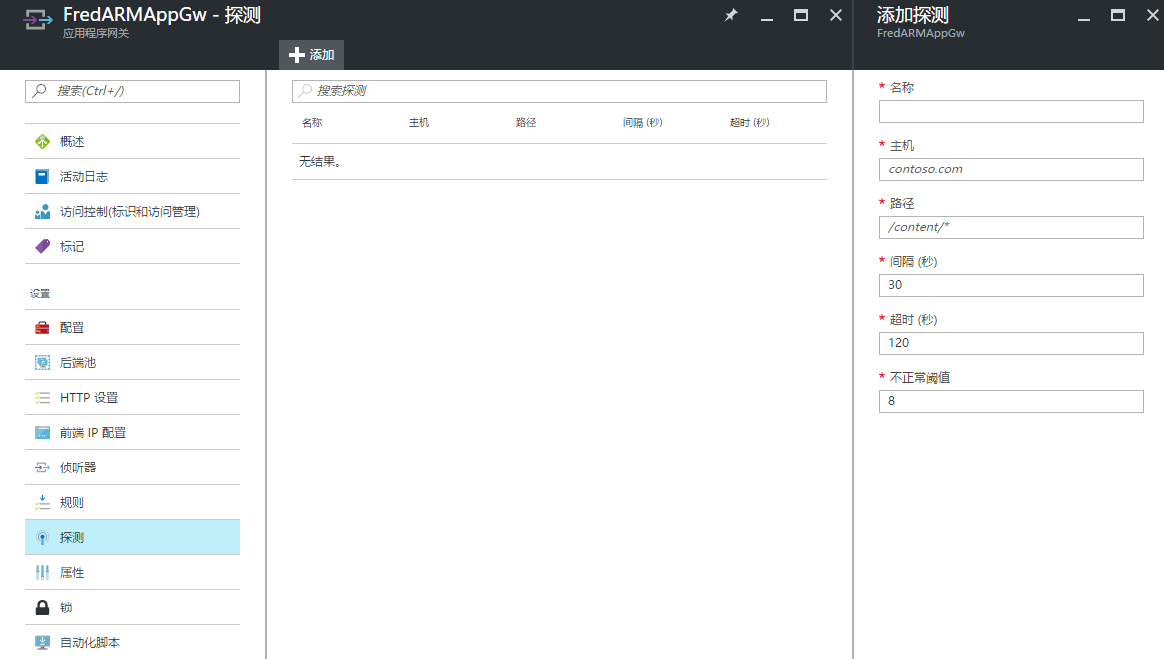 FredARMAppGw - 探测
应用程序网关
添加
搜索(Ctrl+/)
概述
活动日志
访问控制(标识和访问管理)
标记
设置
配置
后端池
HTTP 设置
前端 IP 配置
侦听器
规则
探测
属性
锁
自动化脚本
搜索探测
名称 主机 路径 间隔 (秒) 超时 (秒)
无结果。
添加探测
FredARMAppGw
* 名称
* 主机
contoso.com
* 路径
/content/*
* 间隔 (秒)
30
* 超时 (秒)
120
* 不正常阈值
8